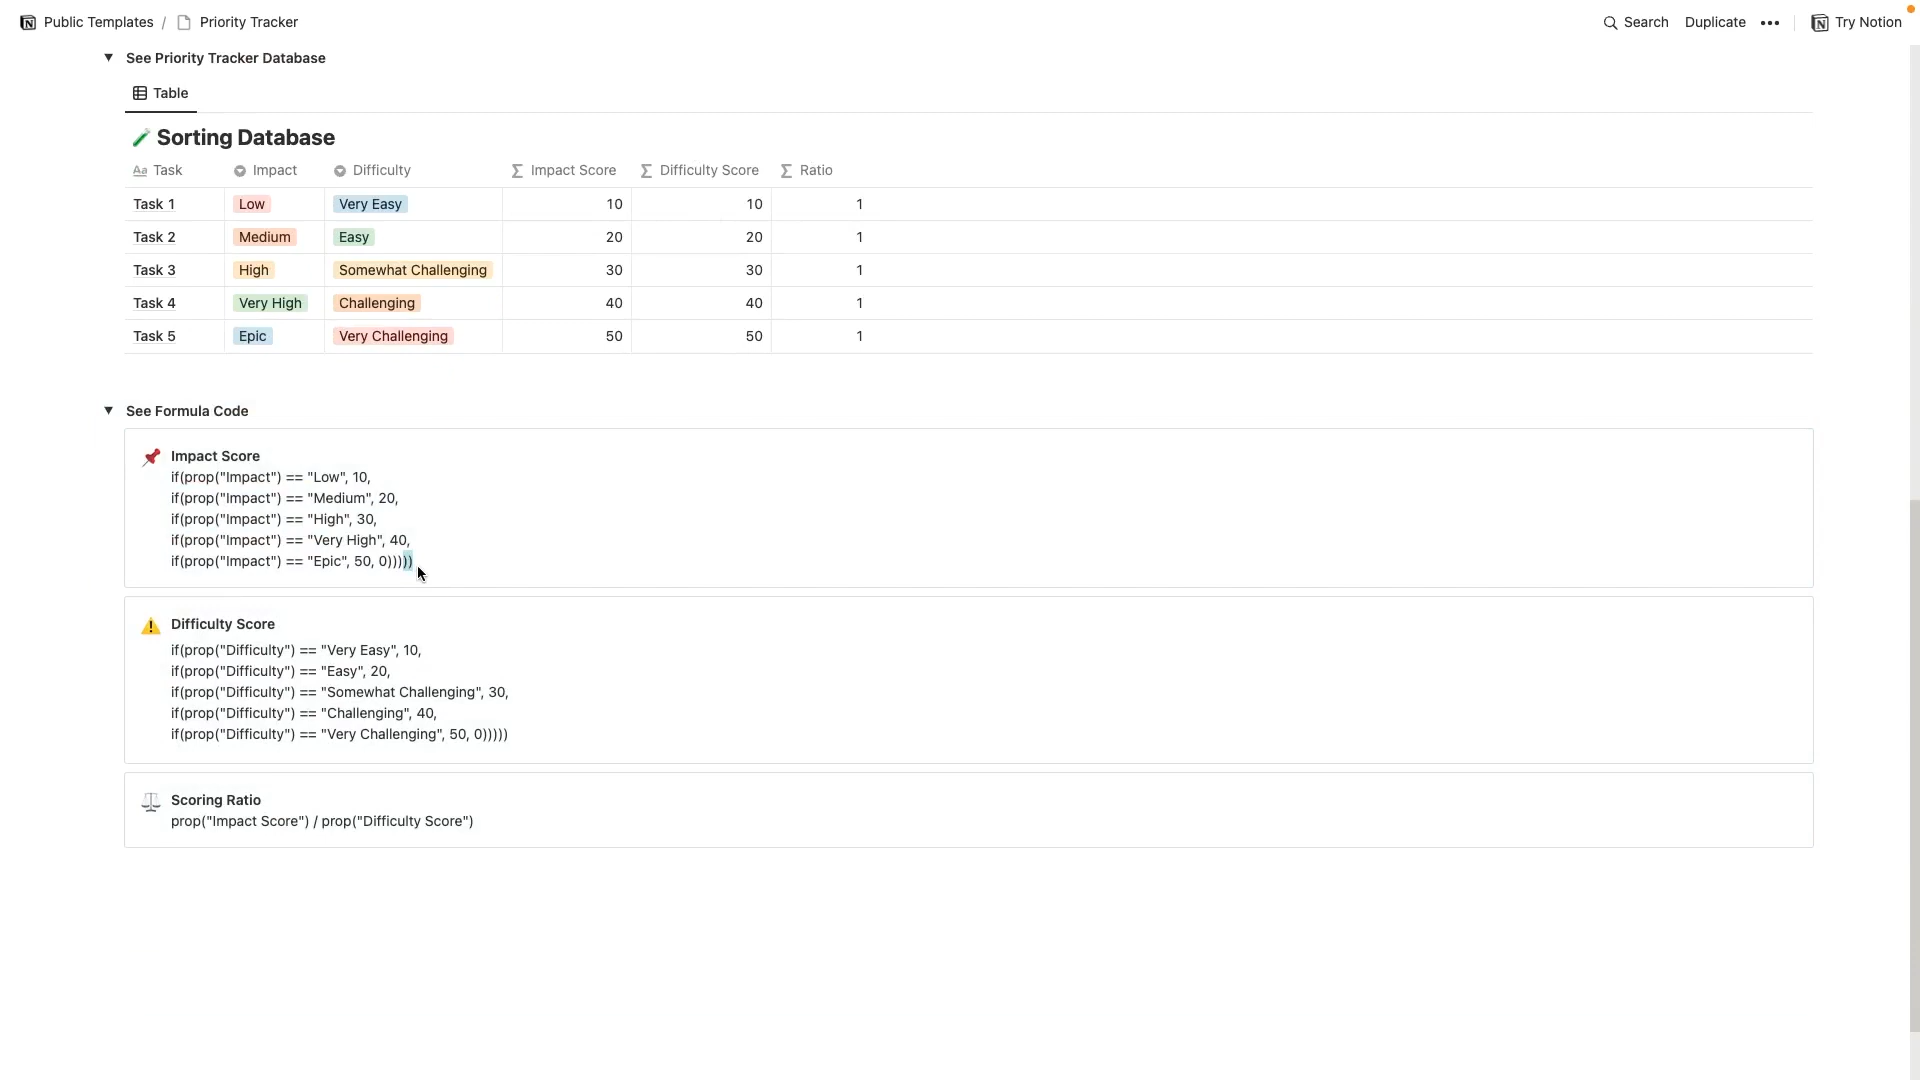 Public Templates / Priority Tracker Search Duplicate ••• Try Notion
See Priority Tracker Database
Table
Sorting Database
Aa Task Impact Difficulty Σ Impact Score Σ Difficulty Score Σ Ratio
Task 1 Low Very Easy 10 10 1
Task 2 Medium Easy 20 20 1
Task 3 High Somewhat Challenging 30 30 1
Task 4 Very High Challenging 40 40 1
Task 5 Epic Very Challenging 50 50 1
See Formula Code
Impact Score
if(prop("Impact") == "Low", 10,
if(prop("Impact") == "Medium", 20,
if(prop("Impact") == "High", 30,
if(prop("Impact") == "Very High", 40,
if(prop("Impact") == "Epic", 50, 0)))))
Difficulty Score
if(prop("Difficulty") == "Very Easy", 10,
if(prop("Difficulty") == "Easy", 20,
if(prop("Difficulty") == "Somewhat Challenging", 30,
if(prop("Difficulty") == "Challenging", 40,
if(prop("Difficulty") == "Very Challenging", 50, 0)))))
Scoring Ratio
prop("Impact Score") / prop("Difficulty Score")